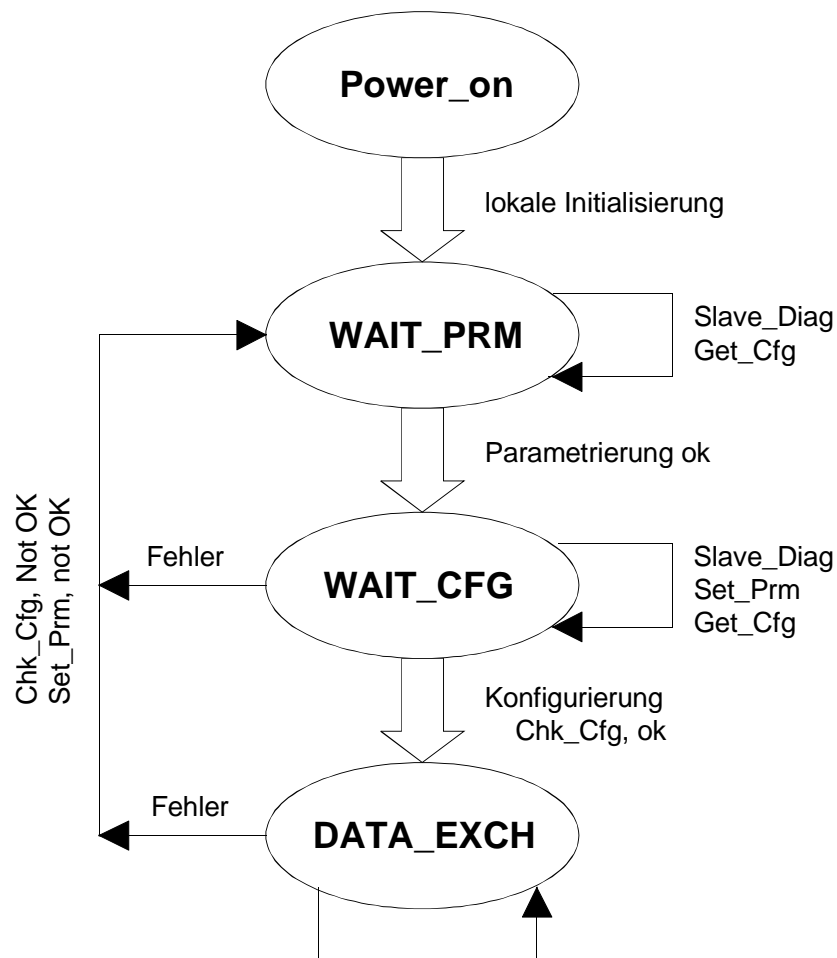 Power_on
lokale Initialisierung
WAIT_PRM
Slave_Diag
Get_Cfg
Parametrierung ok
Chk_Cfg, Not OK
Set_Prm, not OK
Fehler
WAIT_CFG
Slave_Diag
Set_Prm
Get_Cfg
Konfigurierung
Chk_Cfg, ok
Fehler
DATA_EXCH